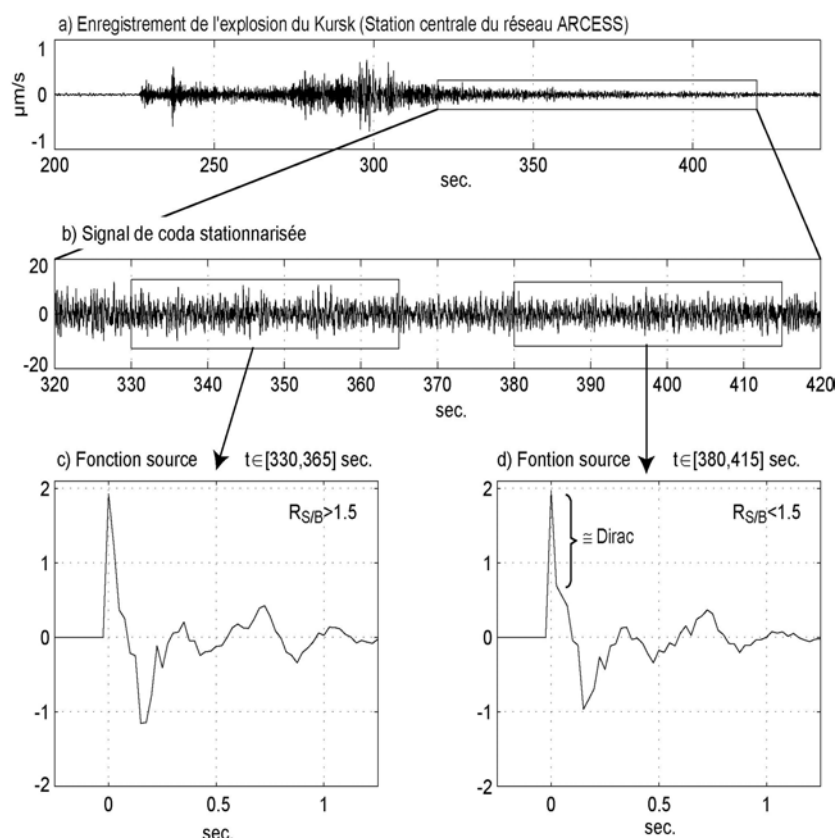 a) Enregistrement de l'explosion du Kursk (Station centrale du réseau ARCESS)
1
0
-1
µm/s
200 250 300 350 400
sec.
b) Signal de coda stationnarisée
20
0
-20
320 330 340 350 360 370 380 390 400 410 420
sec.
c) Fonction source t∈[330,365] sec.
2
1
0
-1
-2
R_S/B>1.5
0 0.5 1
sec.
d) Fontion source t∈[380,415] sec.
2
1
0
-1
-2
R_S/B<1.5
≅ Dirac
0 0.5 1
sec.